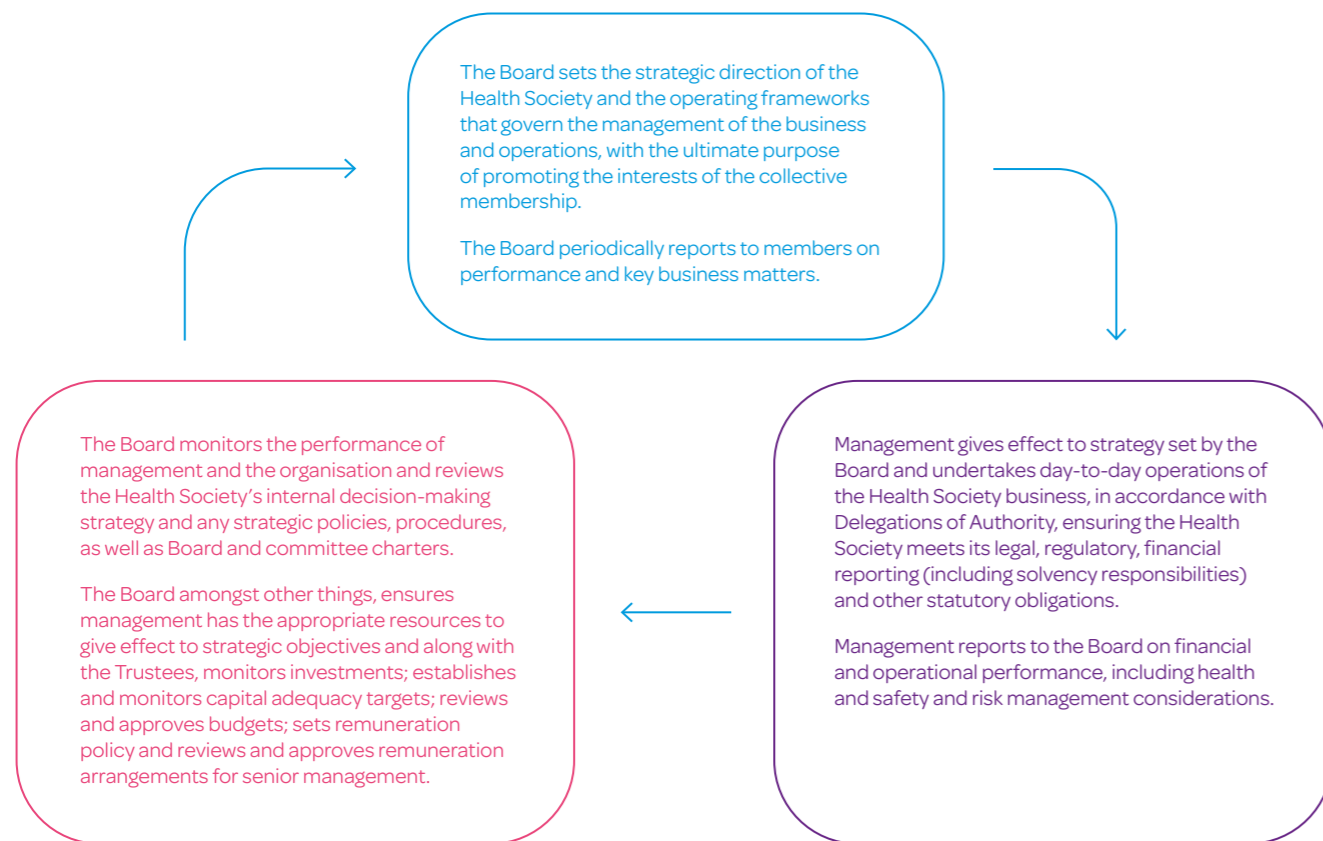 The Board sets the strategic direction of the
Health Society and the operating frameworks
that govern the management of the business
and operations, with the ultimate purpose
of promoting the interests of the collective
membership.
The Board periodically reports to members on
performance and key business matters.
The Board monitors the performance of
management and the organisation and reviews
the Health Society's internal decision-making
strategy and any strategic policies, procedures,
as well as Board and committee charters.
The Board amongst other things, ensures
management has the appropriate resources to
give effect to strategic objectives and along with
the Trustees, monitors investments; establishes
and monitors capital adequacy targets; reviews
and approves budgets; sets remuneration
policy and reviews and approves remuneration
arrangements for senior management.
Management gives effect to strategy set by the
Board and undertakes day-to-day operations of
the Health Society business, in accordance with
Delegations of Authority, ensuring the Health
Society meets its legal, regulatory, financial
reporting (including solvency responsibilities)
and other statutory obligations.
Management reports to the Board on financial
and operational performance, including health
and safety and risk management considerations.